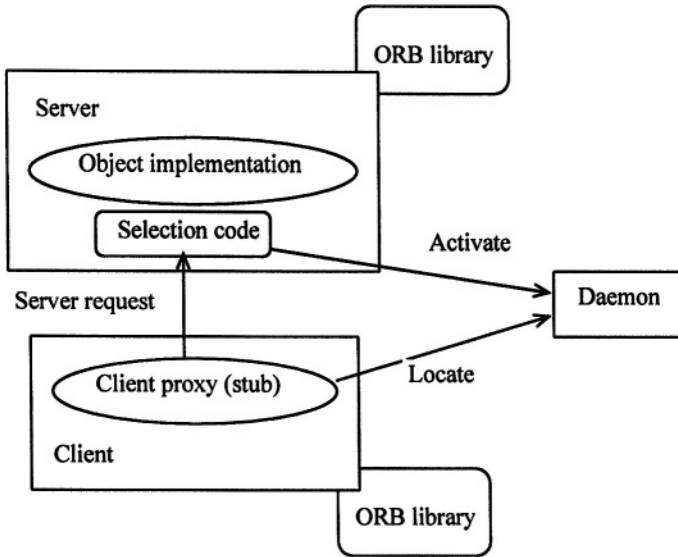 ORB library
Server
Object implementation
Selection code
Activate
Server request
Daemon
Client proxy (stub)
Locate
Client
ORB library